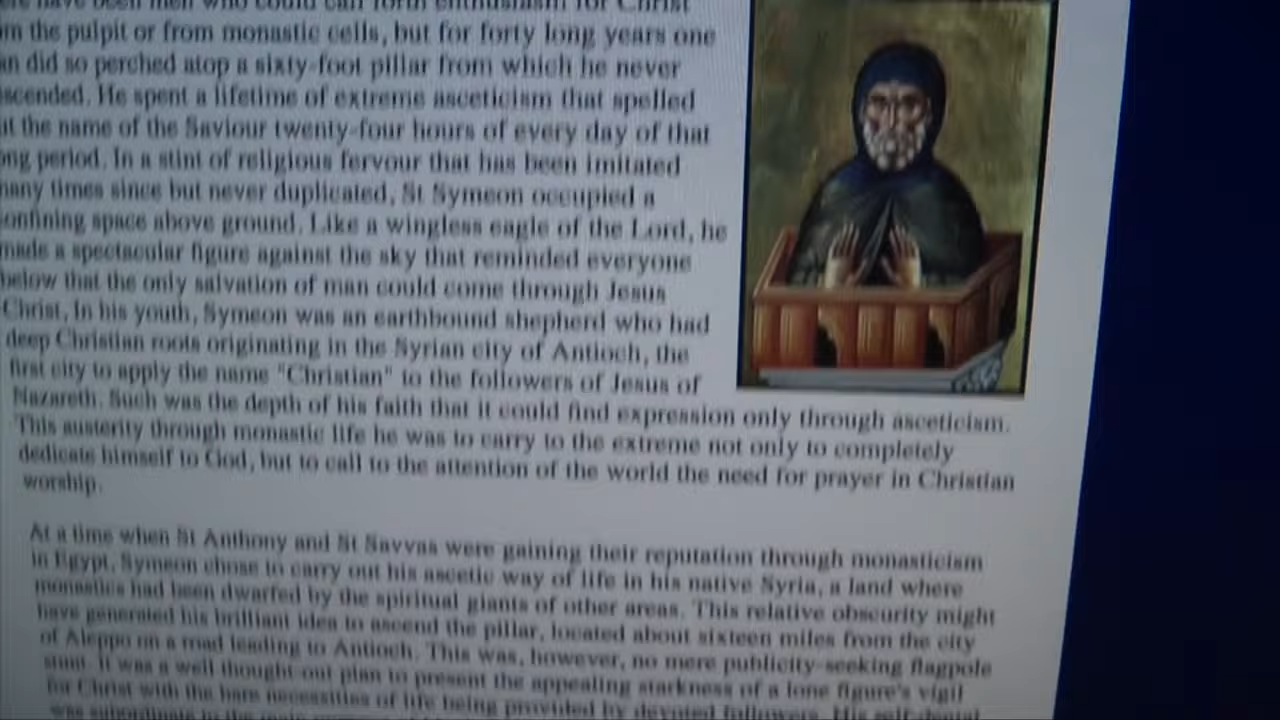 have been men who could call forth enthusiasm for Christ
the pulpit or from monastic cells, but for forty long years one
did so perched atop a sixty-foot pillar from which he never
He spent a lifetime of extreme asceticism that spelled
the name of the Saviour twenty-four hours of every day of that
period. In a stint of religious fervour that has been imitated
many times since but never duplicated, St Symeon occupied a
confining space above ground. Like a wingless eagle of the Lord, he
made a spectacular figure against the sky that reminded everyone
below that the only salvation of man could come through Jesus
Christ. In his youth, Symeon was an earthbound shepherd who had
deep Christian roots originating in the Syrian city of Antioch, the
first city to apply the name "Christian" to the followers of Jesus of
Nazareth. Such was the depth of his faith that it could find expression only through asceticism.
This austerity through monastic life he was to carry to the extreme not only to completely
dedicate himself to God, but to call to the attention of the world the need for prayer in Christian
worship.
At a time when St Anthony and St Savvas were gaining their reputation through monasticism
in Egypt, Symeon chose to carry out his ascetic way of life in his native Syria, a land where
monastics had been dwarfed by the spiritual giants of other areas. This relative obscurity might
have generated his brilliant idea to ascend the pillar, located about sixteen miles from the city
of Aleppo on a road leading to Antioch. This was, however, no mere publicity-seeking flagpole
stunt. It was a well thought-out plan to present the appealing starkness of a lone figure's vigil
for Christ with the bare necessities of life being provided by devoted followers. His self-denial
was subordinate to the main